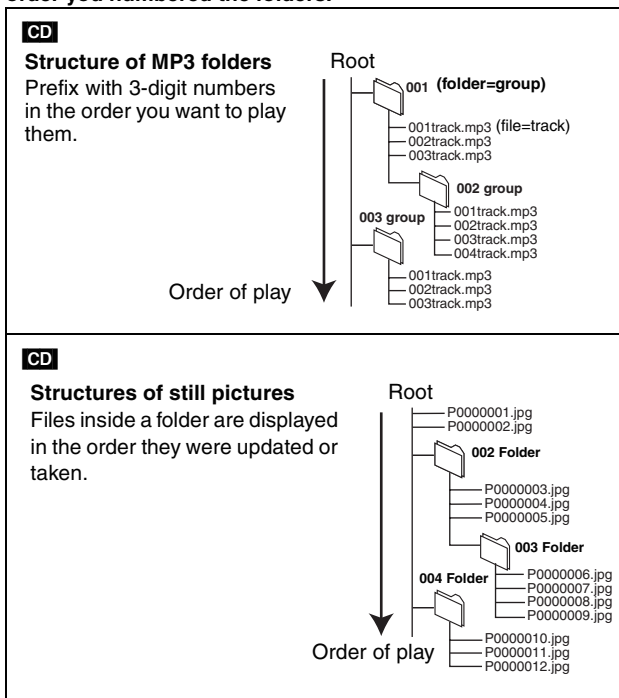 order you numbered the folders.
CD
Structure of MP3 folders
Prefix with 3-digit numbers
in the order you want to play
them.
Root
001 (folder=group)
001track.mp3 (file=track)
002track.mp3
003track.mp3
002 group
001track.mp3
002track.mp3
003track.mp3
004track.mp3
003 group
001track.mp3
002track.mp3
003track.mp3
Order of play
CD
Structures of still pictures
Files inside a folder are displayed
in the order they were updated or
taken.
Root
P0000001.jpg
P0000002.jpg
002 Folder
P0000003.jpg
P0000004.jpg
P0000005.jpg
003 Folder
P0000006.jpg
P0000007.jpg
P0000008.jpg
P0000009.jpg
004 Folder
P0000010.jpg
P0000011.jpg
P0000012.jpg
Order of play